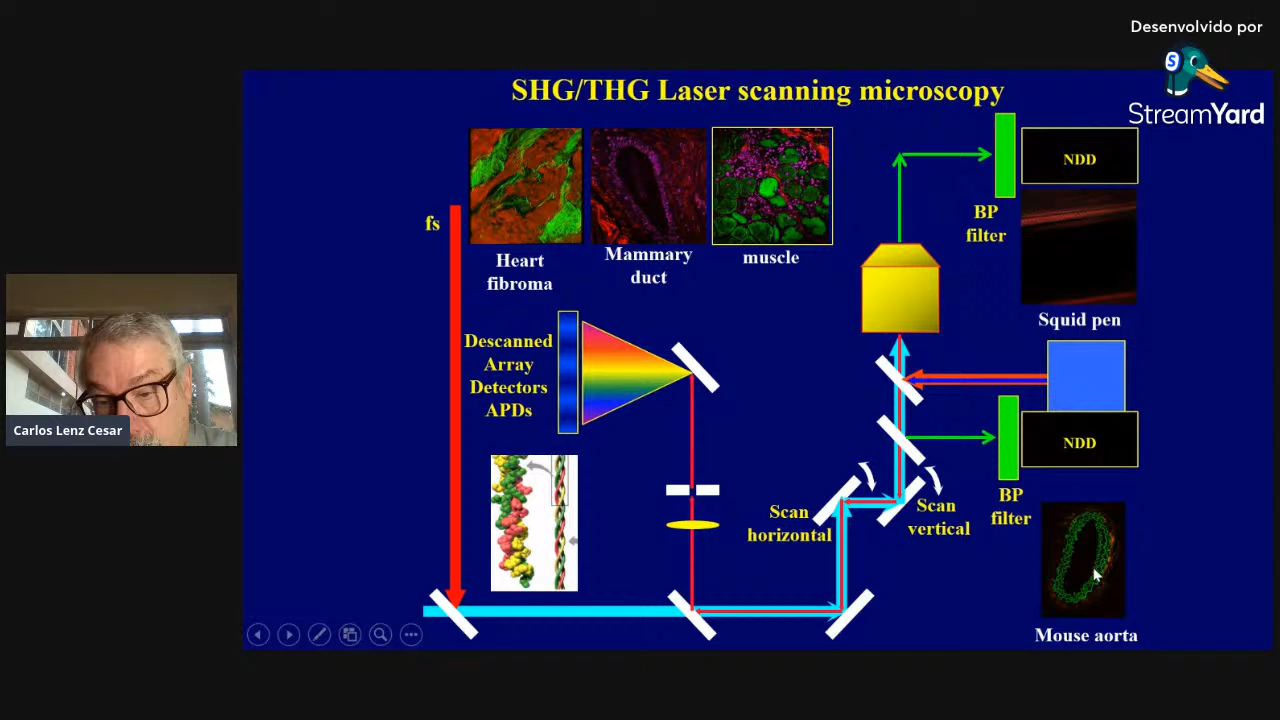 Desenvolvido por
S
StreamYard
SHG/THG Laser scanning microscopy
fs
Heart
fibroma
Mammary
duct
muscle
BP
filter
NDD
Squid pen
Descanned
Array
Detectors
APDs
NDD
BP
filter
Scan
horizontal
Scan
vertical
Mouse aorta
Carlos Lenz Cesar